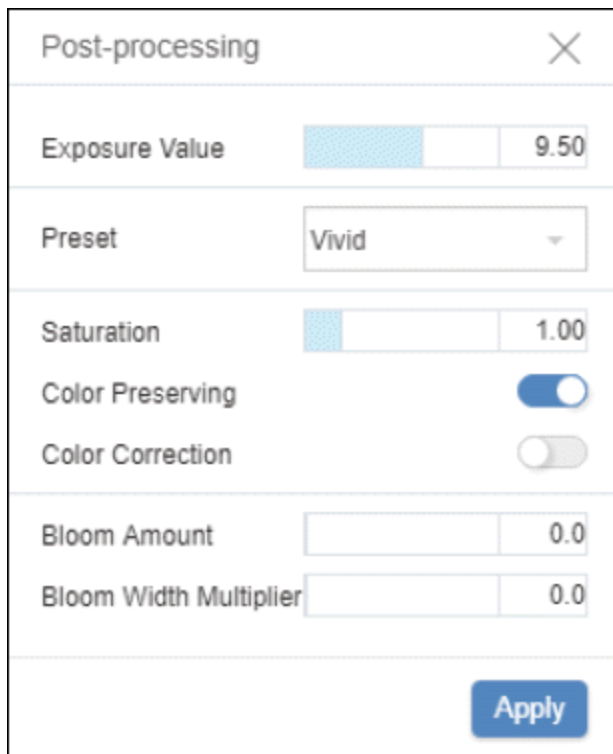 Post-processing
Exposure Value 9.50
Preset Vivid
Saturation 1.00
Color Preserving
Color Correction
Bloom Amount 0.0
Bloom Width Multiplier 0.0
Apply